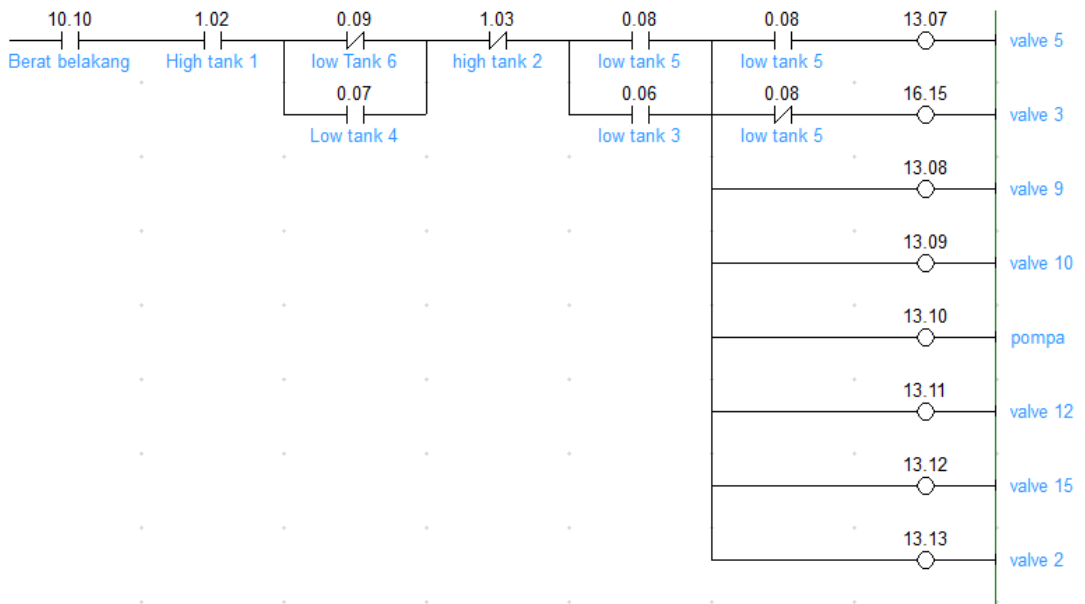 10.10 1.02 0.09 1.03 0.08 0.08 13.07
valve 5
Berat belakang High tank 1 low Tank 6 high tank 2 low tank 5 low tank 5
0.07 0.06 0.08 16.15
valve 3
Low tank 4 low tank 3 low tank 5
13.08
valve 9
13.09
valve 10
13.10
pompa
13.11
valve 12
13.12
valve 15
13.13
valve 2